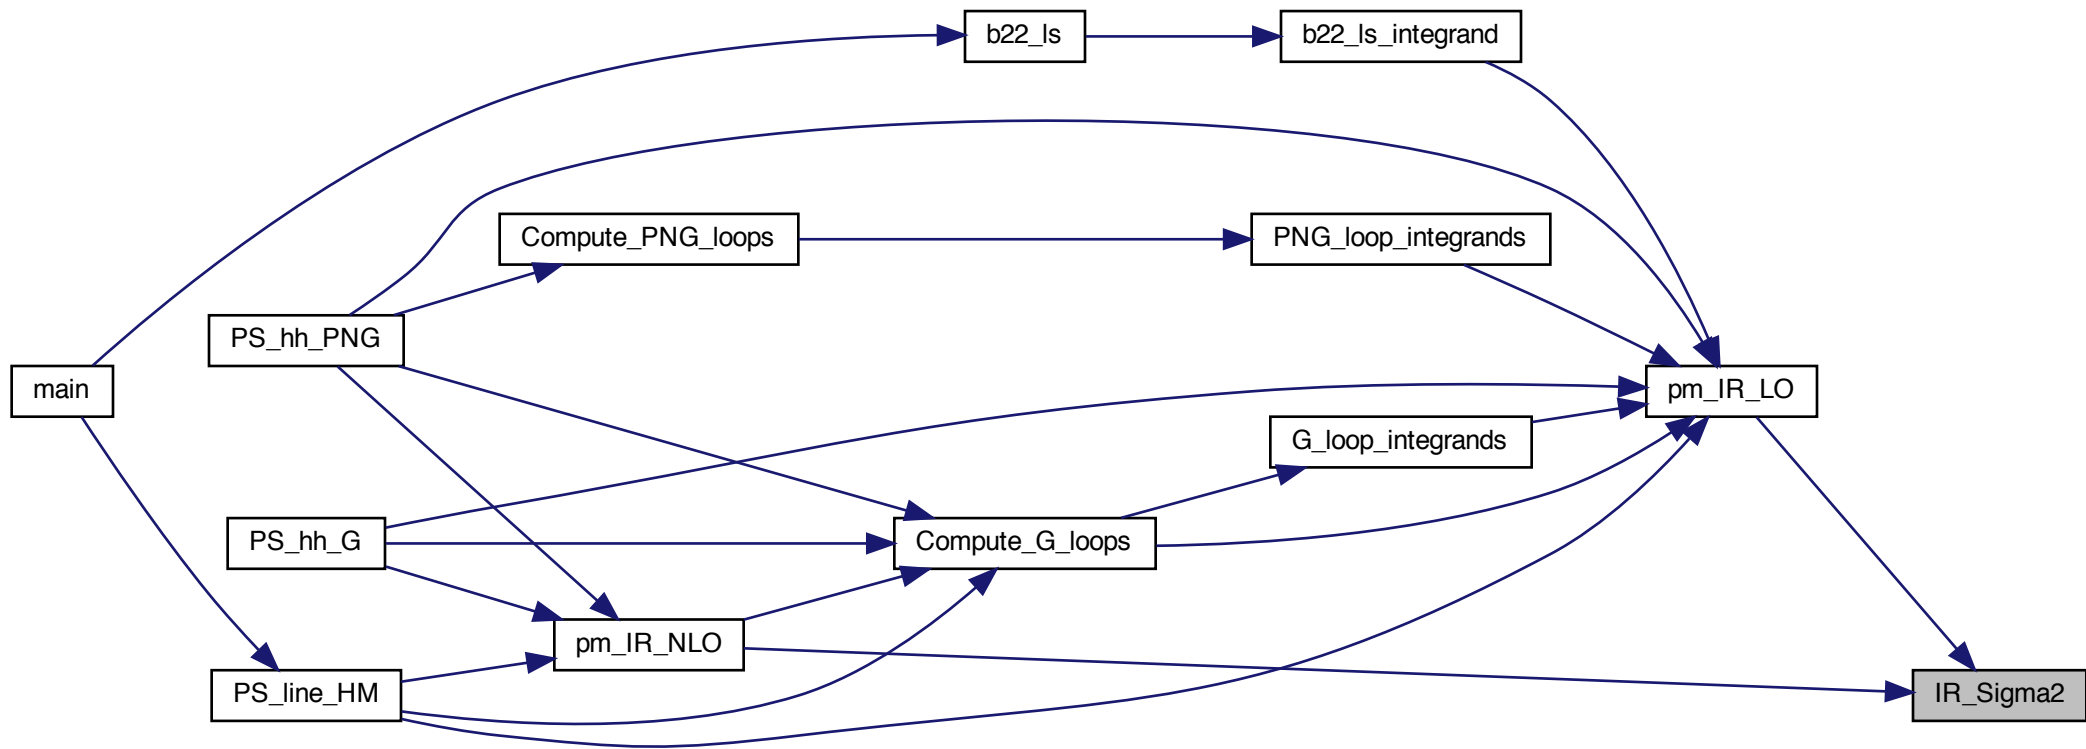 b22_ls
b22_ls_integrand
Compute_PNG_loops
PNG_loop_integrands
PS_hh_PNG
main
pm_IR_LO
G_loop_integrands
PS_hh_G
Compute_G_loops
pm_IR_NLO
PS_line_HM
IR_Sigma2